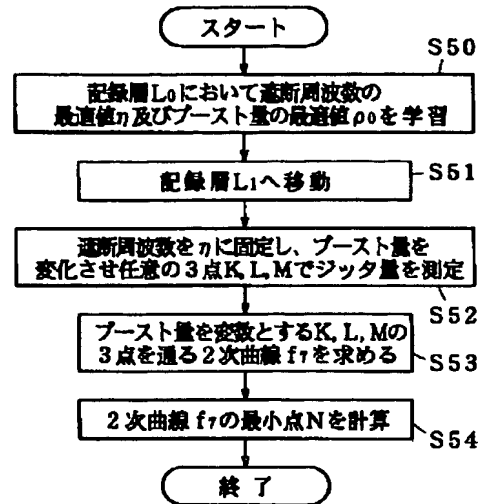 スタート
S50
記録層L0において遮断周波数の
最適値η及びブースト量の最適値ρ0を学習
記録層L1へ移動
S51
遮断周波数をηに固定し、ブースト量を
変化させ任意の3点K, L, Mでジッタ量を測定
S52
ブースト量を変数とするK, L, Mの
3点を通る2次曲線f7を求める
S53
2次曲線f7の最小点Nを計算
S54
終了